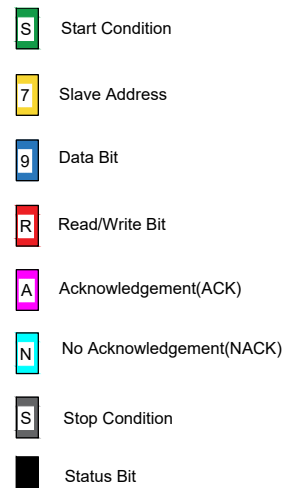 S Start Condition
7 Slave Address
9 Data Bit
R Read/Write Bit
A Acknowledgement(ACK)
N No Acknowledgement(NACK)
S Stop Condition
Status Bit